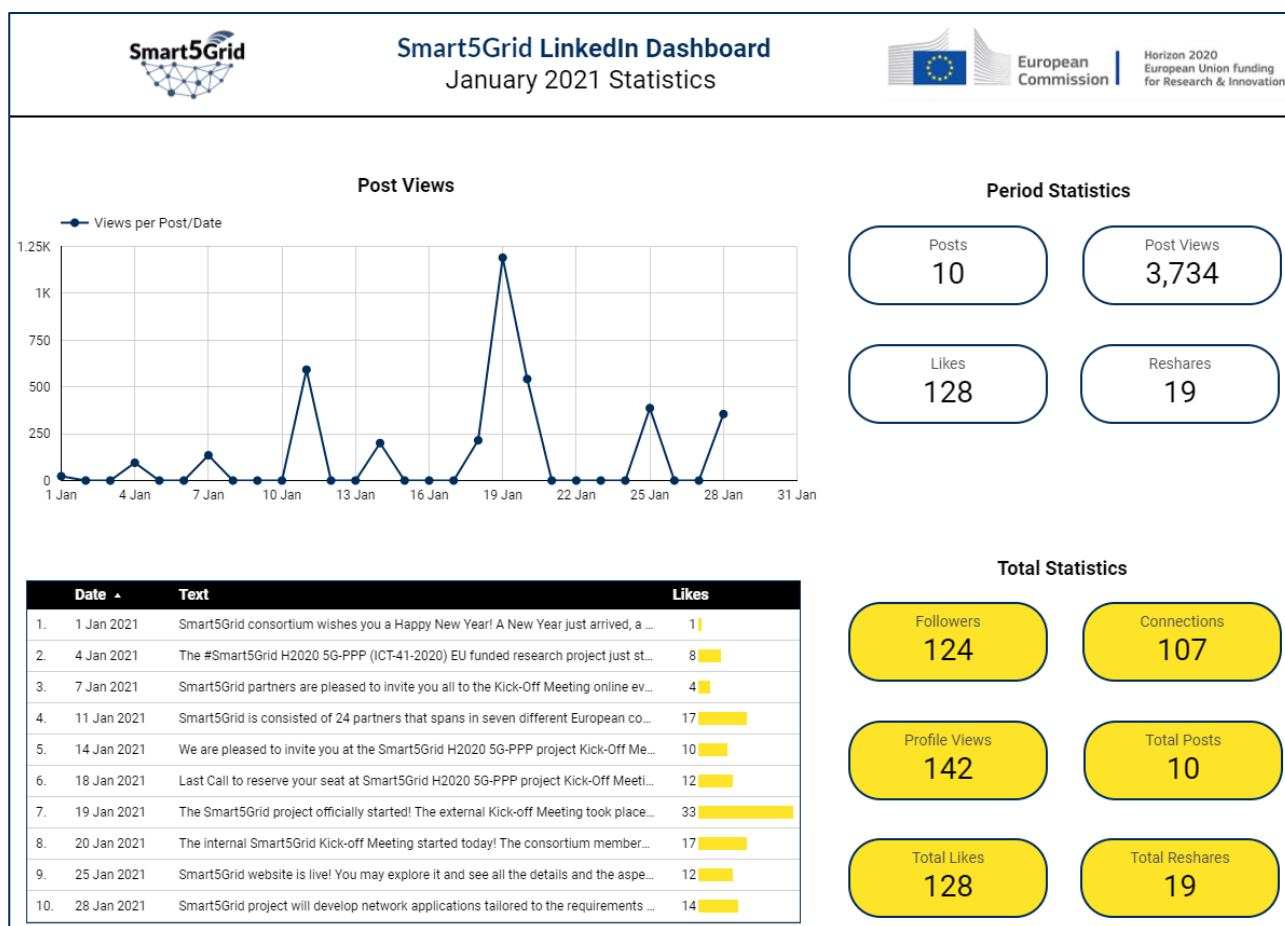 Smart5Grid
Smart5Grid LinkedIn Dashboard
January 2021 Statistics
European
Commission
Horizon 2020
European Union funding
for Research & Innovation
Post Views
Views per Post/Date
1.25K
1K
750
500
250
0
1 Jan 4 Jan 7 Jan 10 Jan 13 Jan 16 Jan 19 Jan 22 Jan 25 Jan 28 Jan 31 Jan
Period Statistics
Posts
10
Post Views
3,734
Likes
128
Reshares
19
Date Text Likes
1. 1 Jan 2021 Smart5Grid consortium wishes you a Happy New Year! A New Year just arrived, a ... 1
2. 4 Jan 2021 The #Smart5Grid H2020 5G-PPP (ICT-41-2020) EU funded research project just st... 8
3. 7 Jan 2021 Smart5Grid partners are pleased to invite you all to the Kick-Off Meeting online ev... 4
4. 11 Jan 2021 Smart5Grid is consisted of 24 partners that spans in seven different European co... 17
5. 14 Jan 2021 We are pleased to invite you at the Smart5Grid H2020 5G-PPP project Kick-Off Me... 10
6. 18 Jan 2021 Last Call to reserve your seat at Smart5Grid H2020 5G-PPP project Kick-Off Meeti... 12
7. 19 Jan 2021 The Smart5Grid project officially started! The external Kick-off Meeting took place... 33
8. 20 Jan 2021 The internal Smart5Grid Kick-off Meeting started today! The consortium member... 17
9. 25 Jan 2021 Smart5Grid website is live! You may explore it and see all the details and the aspe... 12
10. 28 Jan 2021 Smart5Grid project will develop network applications tailored to the requirements ... 14
Total Statistics
Followers
124
Connections
107
Profile Views
142
Total Posts
10
Total Likes
128
Total Reshares
19